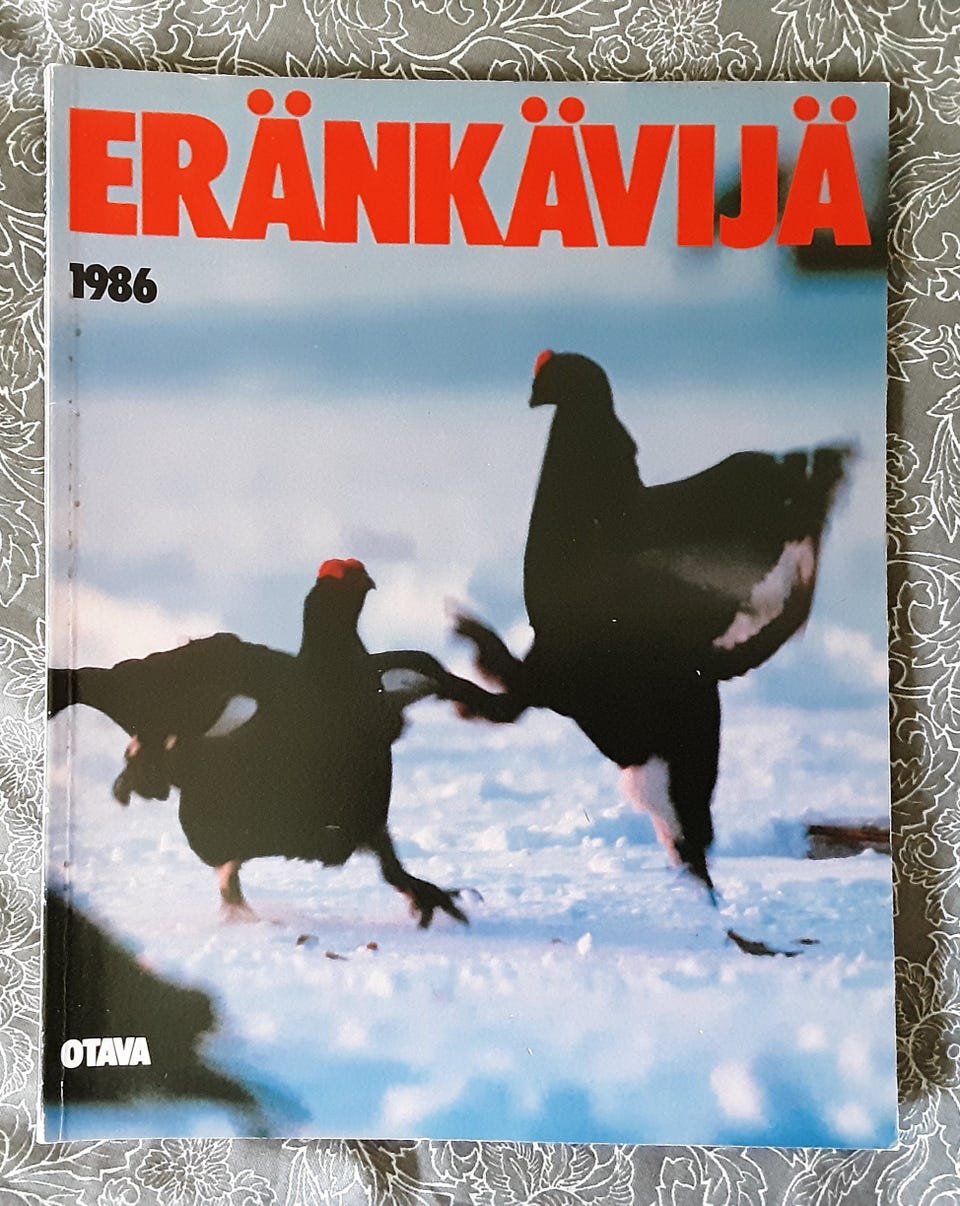 ERÄNKÄVIJÄ
1986
OTAVA